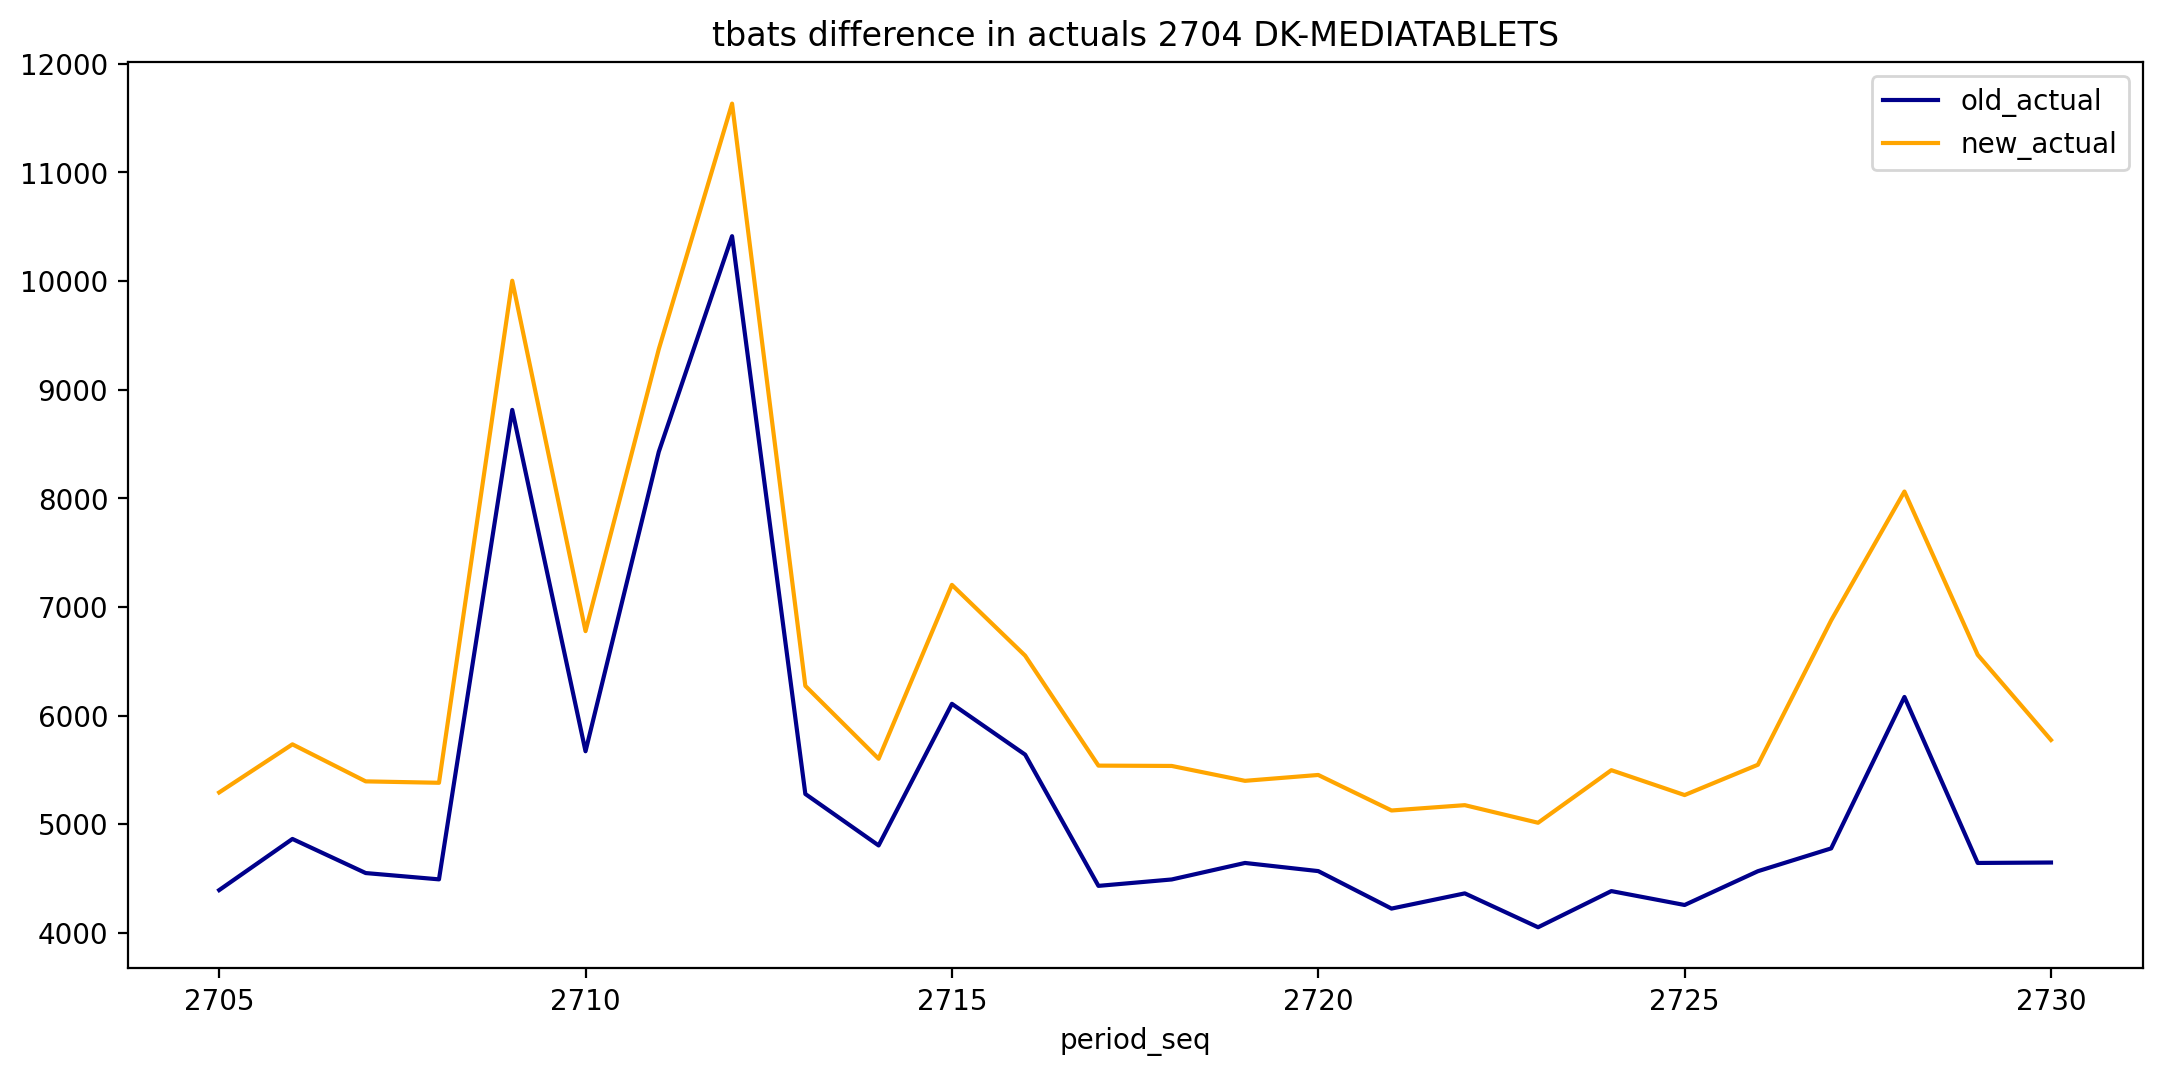 tbats difference in actuals 2704 DK-MEDIATABLETS
12000
11000
10000
9000
8000
7000
6000
5000
4000
old_actual
new_actual
2705 2710 2715 2720 2725 2730
period_seq